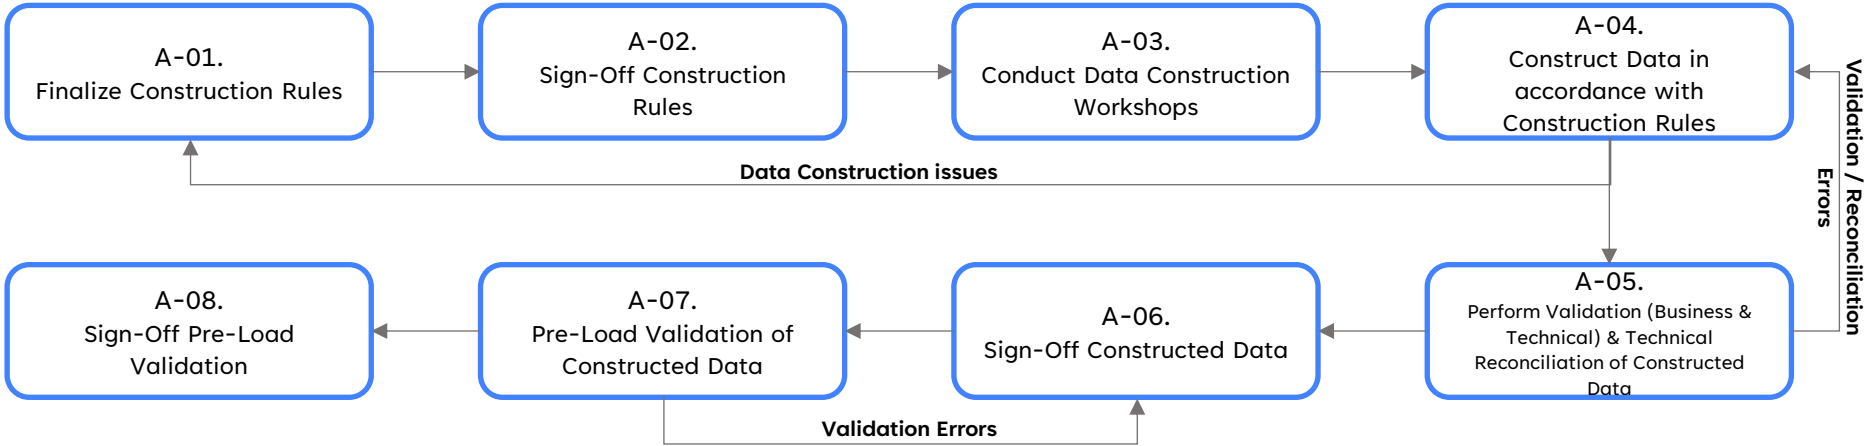 A-01.
Finalize Construction Rules
A-02.
Sign-Off Construction
Rules
A-03.
Conduct Data Construction
Workshops
A-04.
Construct Data in
accordance with
Construction Rules
Validation / Reconciliation
Errors
Data Construction issues
A-08.
Sign-Off Pre-Load
Validation
A-07.
Pre-Load Validation of
Constructed Data
A-06.
Sign-Off Constructed Data
A-05.
Perform Validation (Business &
Technical) & Technical
Reconciliation of Constructed
Data
Validation Errors